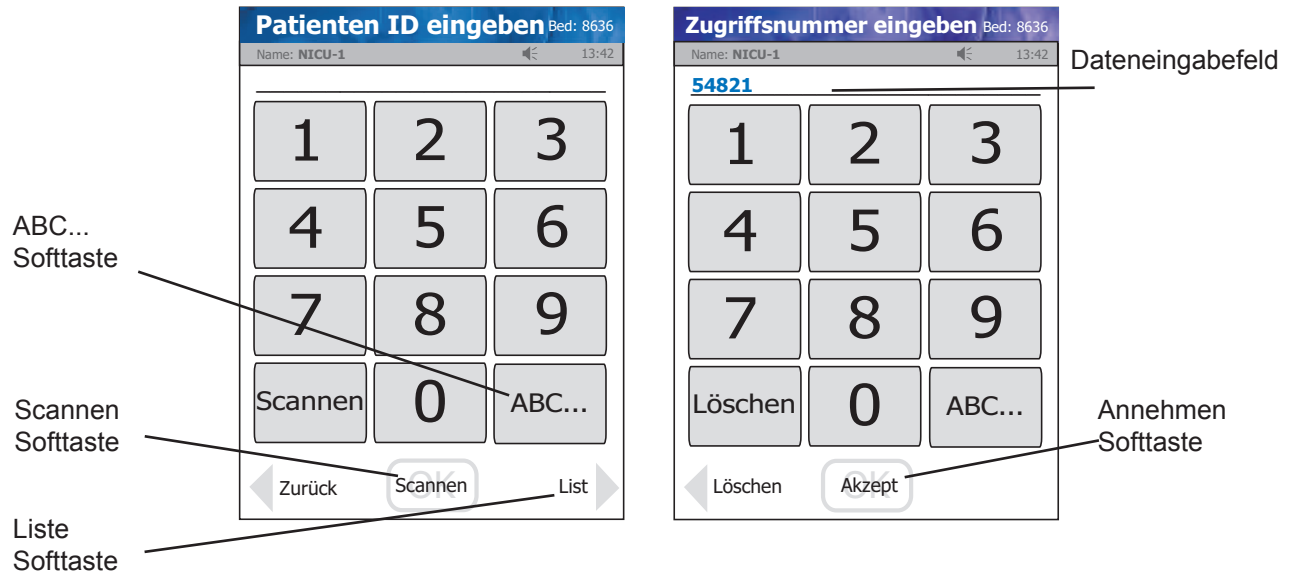 Patienten ID eingeben Bed: 8636
Name: NICU-1 13:42
1 2 3
4 5 6
7 8 9
Scannen 0 ABC...
Zurück OK Scannen List
ABC...
Softtaste
Scannen
Softtaste
Liste
Softtaste
Zugriffsnummer eingeben Bed: 8636
Name: NICU-1 13:42
54821
1 2 3
4 5 6
7 8 9
Löschen 0 ABC...
Löschen OK Akzept
Dateneingabefeld
Annehmen
Softtaste